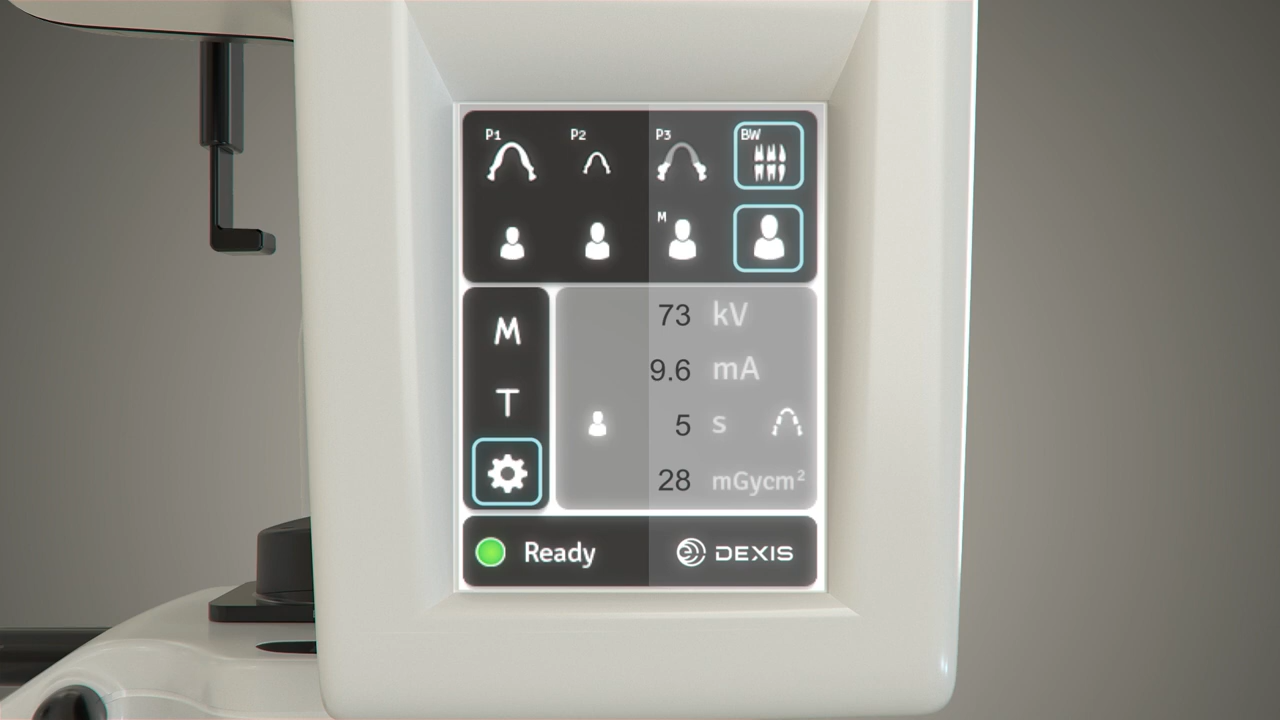 P1 P2 P3 BW
M
M
T
73 kV
9.6 mA
5 s
28 mGycm²
Ready
DEXIS